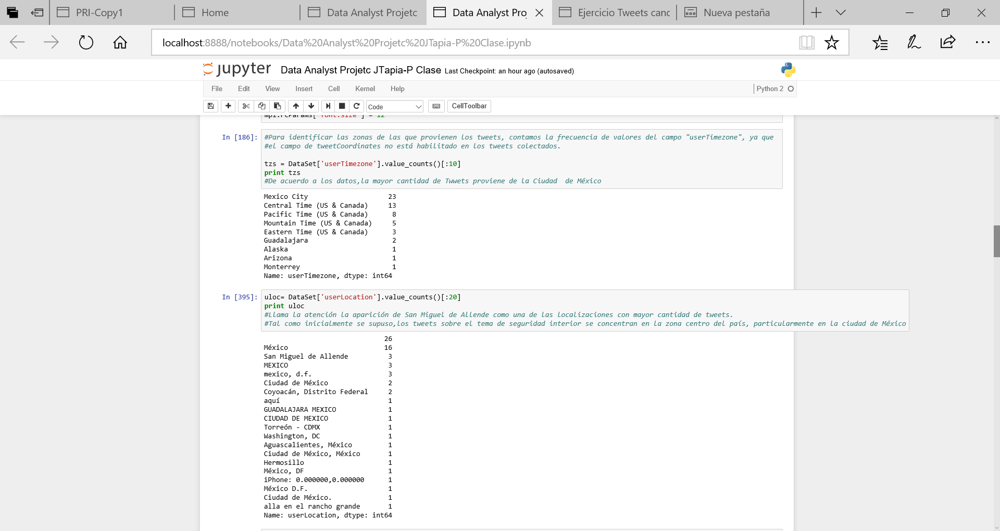 PRI-Copy1
Home
Data Analyst Projetc
Data Analyst Pro
Ejercicio Tweets canc
Nueva pestaña
localhost:8888/notebooks/Data%20Analyst%20Projetc%20JTapia-P%20Clase.ipynb
jupyter Data Analyst Projetc JTapia-P Clase Last Checkpoint: an hour ago (autosaved)
File Edit View Insert Cell Kernel Help Python 2
Code CellToolbar
mpl.rcParams['font.size'] = 12
In [186]: #Para identificar las zonas de las que provienen los tweets, contamos la frecuencia de valores del campo "userTimezone", ya que
#el campo de tweetCoordinates no está habilitado en los tweets colectados.
tzs = DataSet['userTimezone'].value_counts()[:10]
print tzs
#De acuerdo a los datos,la mayor cantidad de Twwets proviene de la Ciudad  de México
Mexico City 23
Central Time (US & Canada) 13
Pacific Time (US & Canada) 8
Mountain Time (US & Canada) 5
Eastern Time (US & Canada) 3
Guadalajara 2
Alaska 1
Arizona 1
Monterrey 1
Name: userTimezone, dtype: int64
In [395]: uloc= DataSet['userLocation'].value_counts()[:20]
print uloc
#Llama la atención la aparición de San Miguel de Allende como una de las localizaciones con mayor cantidad de tweets.
#Tal como inicialmente se supuso,los tweets sobre el tema de seguridad interior se concentran en la zona centro del país, particularmente en la ciudad de México
26
México 16
San Miguel de Allende 3
MEXICO 3
mexico, d.f. 3
Ciudad de México 2
Coyoacán, Distrito Federal 2
aquí 1
GUADALAJARA MEXICO 1
CIUDAD DE MEXICO 1
Torreón - CDMX 1
Washington, DC 1
Aguascalientes, México 1
Ciudad de México, México 1
Hermosillo 1
México, DF 1
iPhone: 0.000000,0.000000 1
México D.F. 1
Ciudad de México. 1
alla en el rancho grande 1
Name: userLocation, dtype: int64